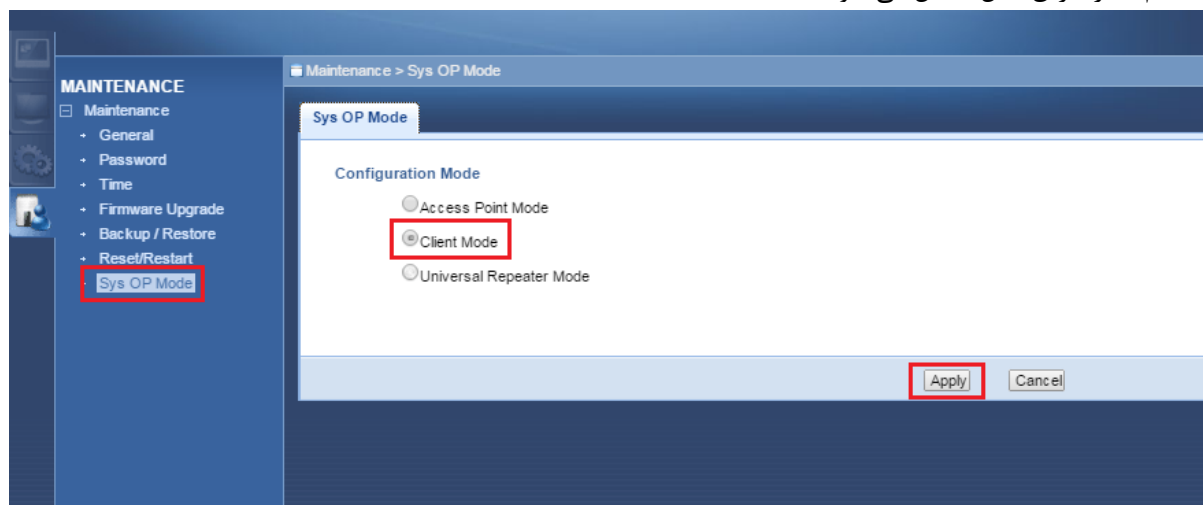 MAINTENANCE
Maintenance
General
Password
Time
Firmware Upgrade
Backup / Restore
Reset/Restart
Sys OP Mode
Maintenance > Sys OP Mode
Sys OP Mode
Configuration Mode
Access Point Mode
Client Mode
Universal Repeater Mode
Apply Cancel